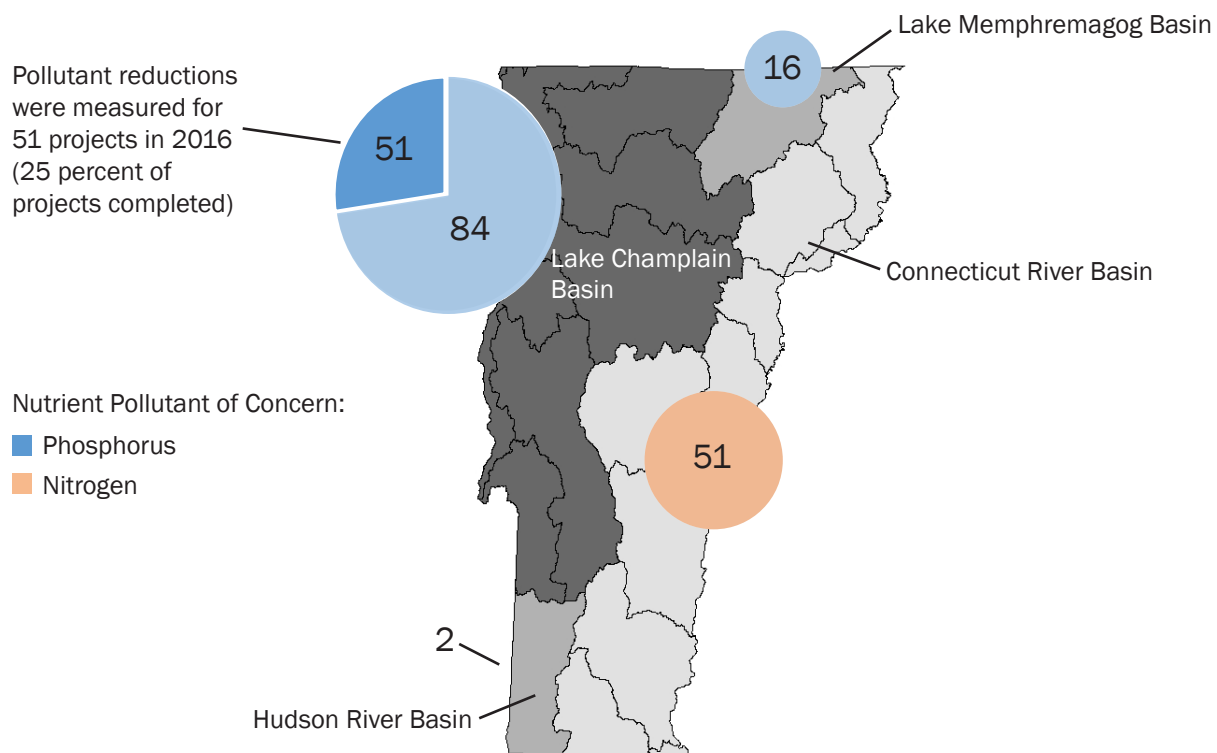 Lake Memphremagog Basin
16
Pollutant reductions
were measured for
51 projects in 2016
(25 percent of
projects completed)
51
84
Lake Champlain
Basin
Connecticut River Basin
Nutrient Pollutant of Concern:
Phosphorus
Nitrogen
51
2
Hudson River Basin